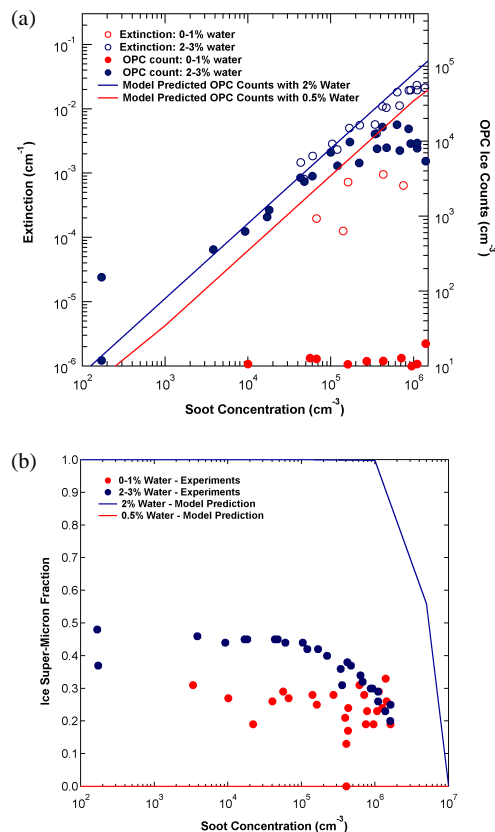 (a)
Extinction: 0-1% water
Extinction: 2-3% water
OPC count: 0-1% water
OPC count: 2-3% water
Model Predicted OPC Counts with 2% Water
Model Predicted OPC Counts with 0.5% Water
10⁻¹
10⁻²
10⁻³
10⁻⁴
10⁻⁵
10⁻⁶
Extinction (cm⁻¹)
10⁵
10⁴
10³
10²
10¹
OPC Ice Counts (cm⁻³)
10² 10³ 10⁴ 10⁵ 10⁶
Soot Concentration (cm⁻³)
(b)
0-1% Water - Experiments
2-3% Water - Experiments
2% Water - Model Prediction
0.5% Water - Model Prediction
1.0
0.9
0.8
0.7
0.6
0.5
0.4
0.3
0.2
0.1
0.0
Ice Super-Micron Fraction
10² 10³ 10⁴ 10⁵ 10⁶ 10⁷
Soot Concentration (cm⁻³)